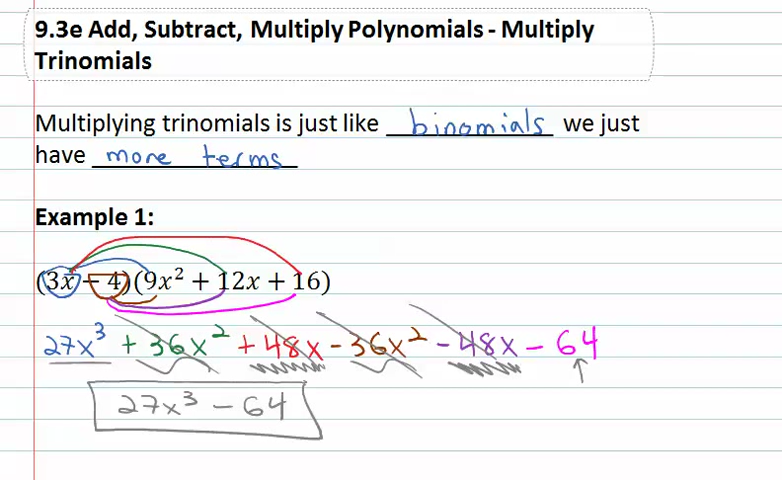 9.3e Add, Subtract, Multiply Polynomials - Multiply
Trinomials
Multiplying trinomials is just like binomials we just
have more terms
Example 1:
(3x − 4)(9x² + 12x + 16)
27x³ + 36x² + 48x − 36x² − 48x − 64
27x³ − 64